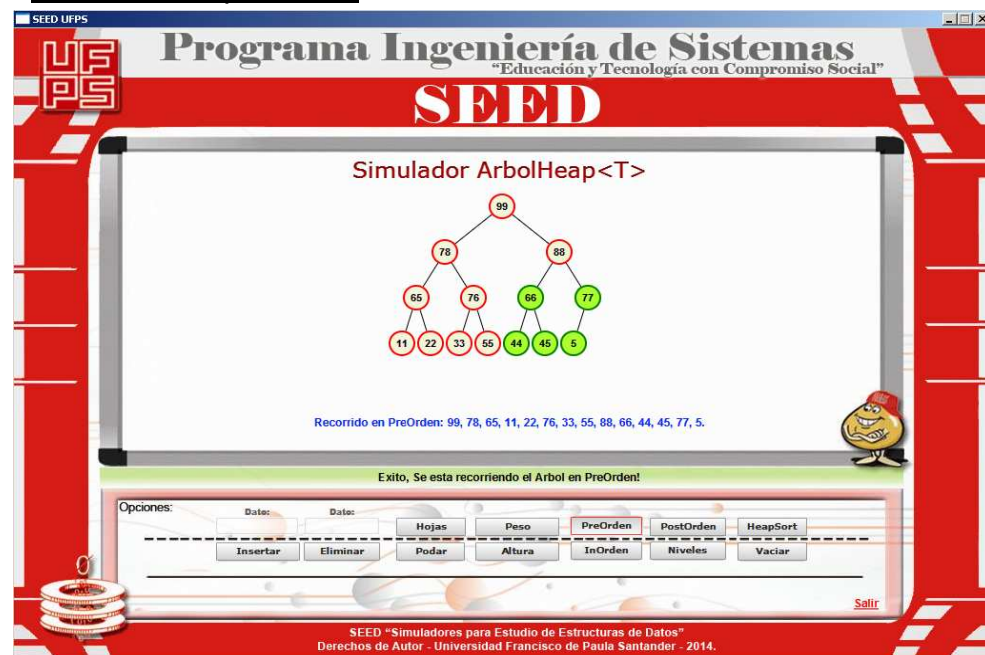 SEED UFPS
UF
PS
Programa Ingeniería de Sistemas
“Educación y Tecnología con Compromiso Social”
SEED
Simulador ArbolHeap<T>
99
78 88
65 76 66 77
11 22 33 55 44 45 5
Recorrido en PreOrden: 99, 78, 65, 11, 22, 76, 33, 55, 88, 66, 44, 45, 77, 5.
Exito, Se esta recorriendo el Arbol en PreOrden!
Opciones:
Dato: Dato:
Hojas Peso PreOrden PostOrden HeapSort
Insertar Eliminar Podar Altura InOrden Niveles Vaciar
Salir
SEED “Simuladores para Estudio de Estructuras de Datos”
Derechos de Autor - Universidad Francisco de Paula Santander - 2014.